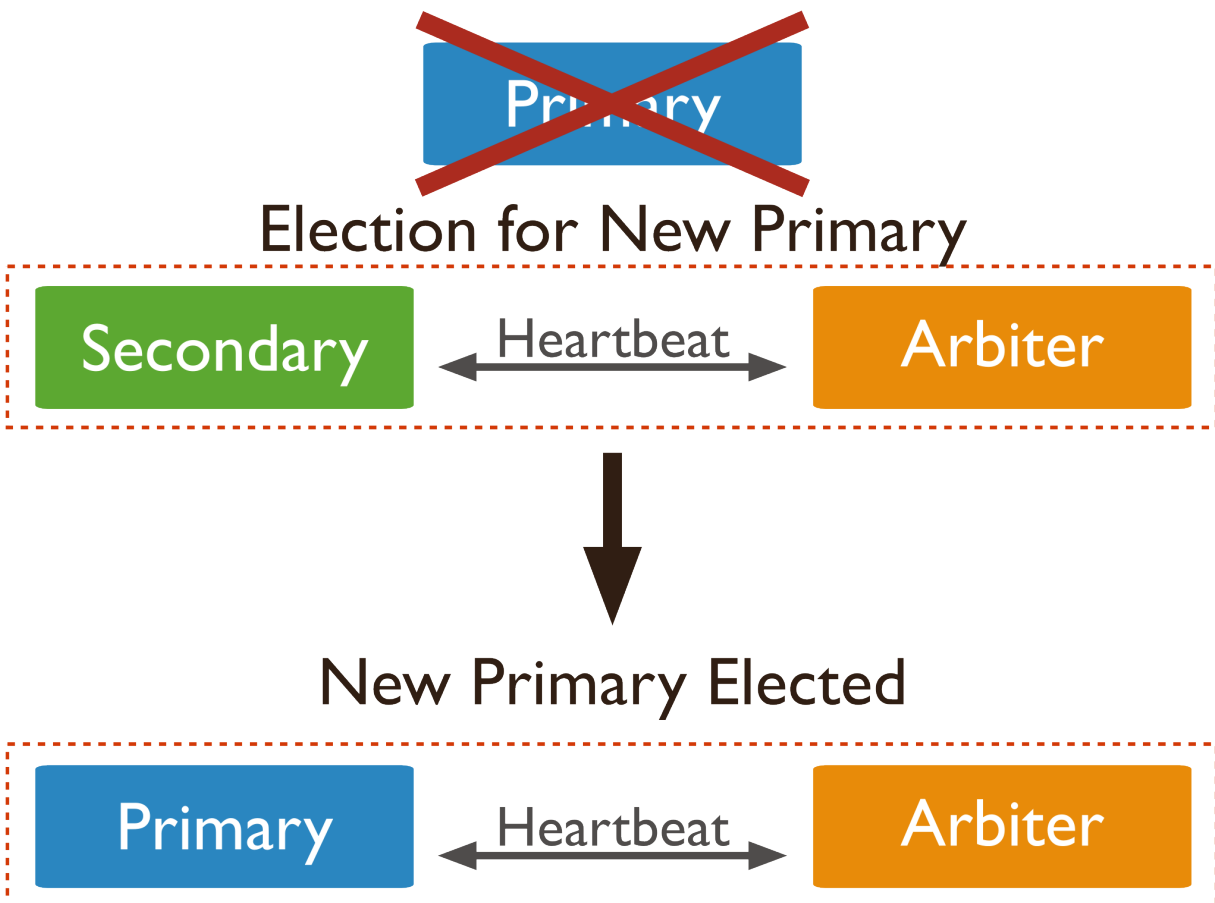 Primary
Election for New Primary
Secondary
Heartbeat
Arbiter
New Primary Elected
Primary
Heartbeat
Arbiter